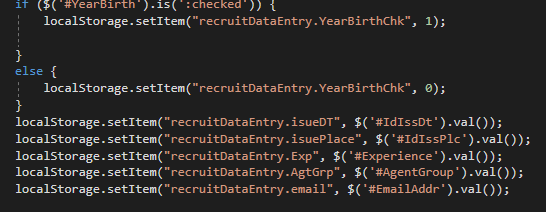 if ($('#YearBirth').is(':checked')) {
localStorage.setItem("recruitDataEntry.YearBirthChk", 1);
}
else {
localStorage.setItem("recruitDataEntry.YearBirthChk", 0);
}
localStorage.setItem("recruitDataEntry.isueDT", $('#IdIssDt').val());
localStorage.setItem("recruitDataEntry.isuePlace", $('#IdIssPlc').val());
localStorage.setItem("recruitDataEntry.Exp", $('#Experience').val());
localStorage.setItem("recruitDataEntry.AgtGrp", $('#AgentGroup').val());
localStorage.setItem("recruitDataEntry.email", $('#EmailAddr').val());